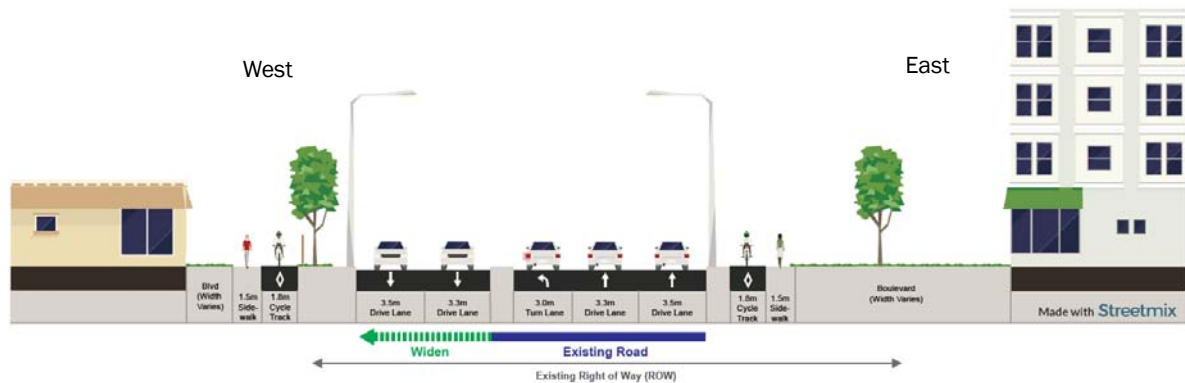 West
East
Blvd
(Width
Varies)
1.5m
Side-
walk
1.8m
Cycle
Track
3.5m
Drive Lane
3.3m
Drive Lane
3.0m
Turn Lane
3.3m
Drive Lane
3.5m
Drive Lane
1.8m
Cycle
Track
1.5m
Side-
walk
Boulevard
(Width Varies)
Made with Streetmix
Widen
Existing Road
Existing Right of Way (ROW)